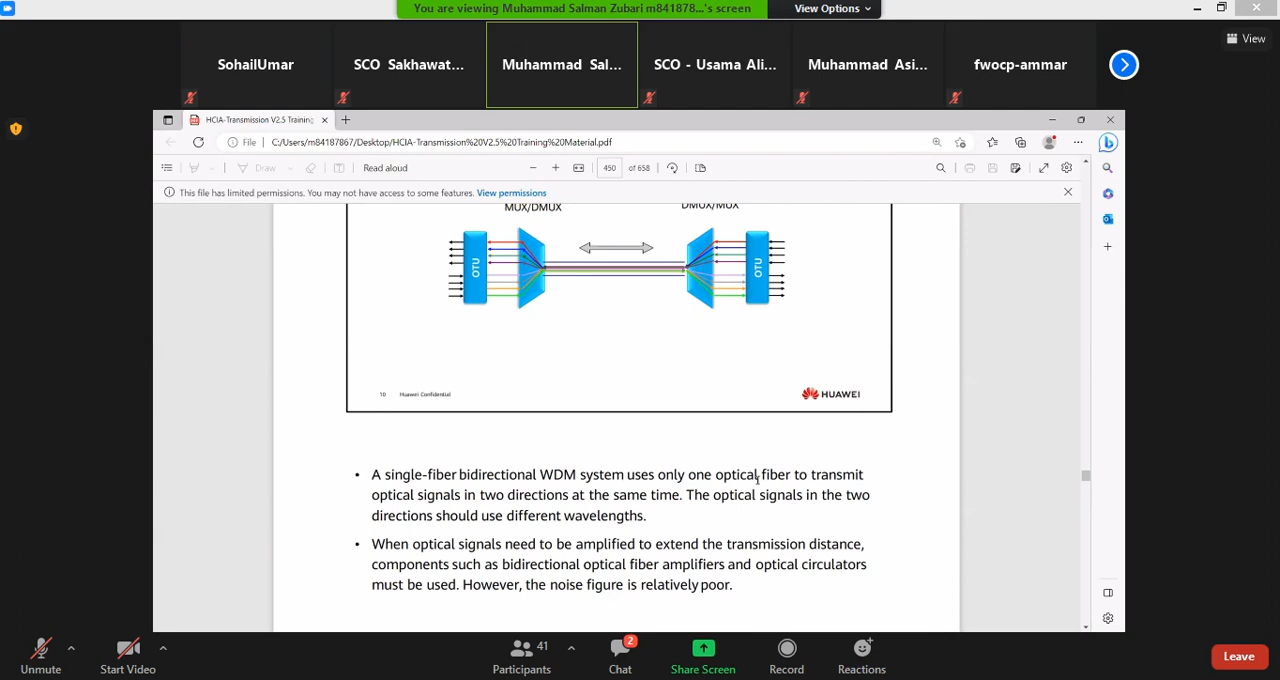 You are viewing Muhammad Salman Zubari m841878...'s screen
View Options
View
SohailUmar
SCO Sakhawat...
Muhammad Sal...
SCO - Usama Ali...
Muhammad Asi...
fwocp-ammar
HCIA-Transmission V2.5 Training
File
C:/Users/m84187867/Desktop/HCIA-Transmission%20V2.5%20Training%20Material.pdf
Draw
Read aloud
450 of 658
This file has limited permissions. You may not have access to some features. View permissions
MUX/DMUX
DMUX/MUX
OTU
OTU
10 Huawei Confidential
HUAWEI
• A single-fiber bidirectional WDM system uses only one optical fiber to transmit
optical signals in two directions at the same time. The optical signals in the two
directions should use different wavelengths.
• When optical signals need to be amplified to extend the transmission distance,
components such as bidirectional optical fiber amplifiers and optical circulators
must be used. However, the noise figure is relatively poor.
Unmute
Start Video
41
Participants
2
Chat
Share Screen
Record
Reactions
Leave